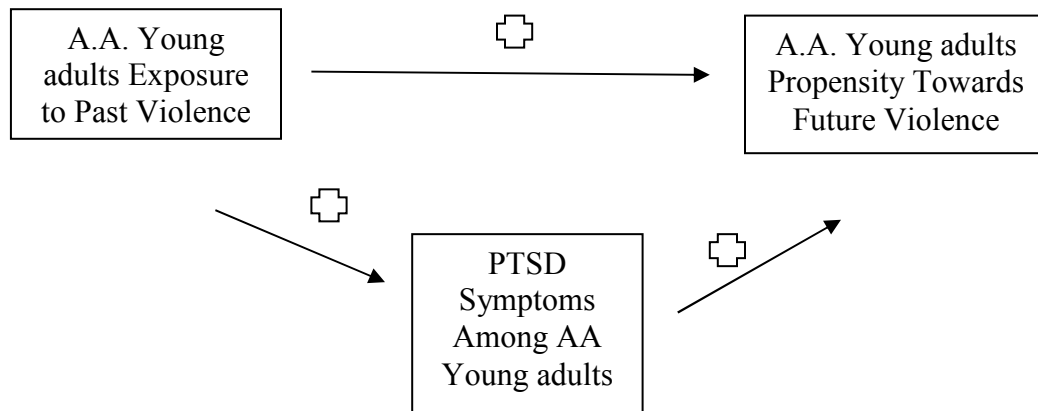 A.A. Young
adults Exposure
to Past Violence
A.A. Young adults
Propensity Towards
Future Violence
PTSD
Symptoms
Among AA
Young adults